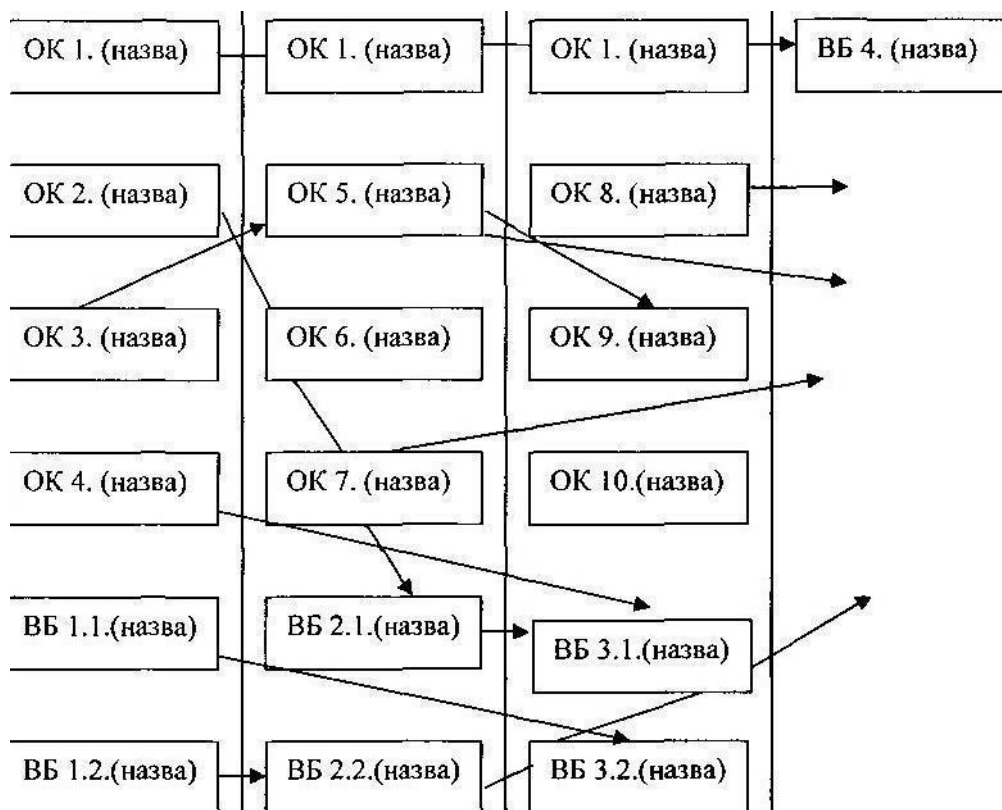 ОК 1. (назва)
ОК 1. (назва)
ОК 1. (назва)
ВБ 4. (назва)
ОК 2. (назва)
ОК 5. (назва)
ОК 8. (назва)
ОК 3. (назва)
ОК 6. (назва)
ОК 9. (назва)
ОК 4. (назва)
ОК 7. (назва)
ОК 10.(назва)
ВБ 1.1.(назва)
ВБ 2.1.(назва)
ВБ 3.1.(назва)
ВБ 1.2.(назва)
ВБ 2.2.(назва)
ВБ 3.2.(назва)